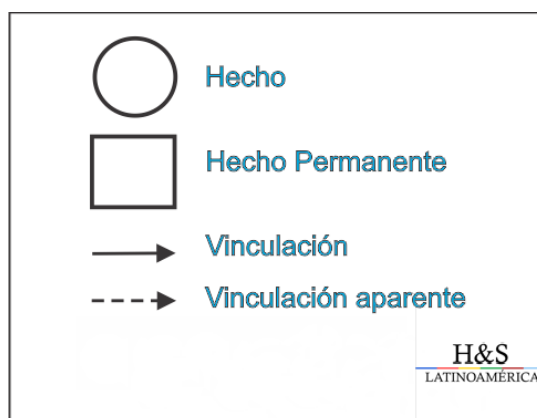 Hecho
Hecho Permanente
Vinculación
Vinculación aparente
H&S
LATINOAMÉRICA